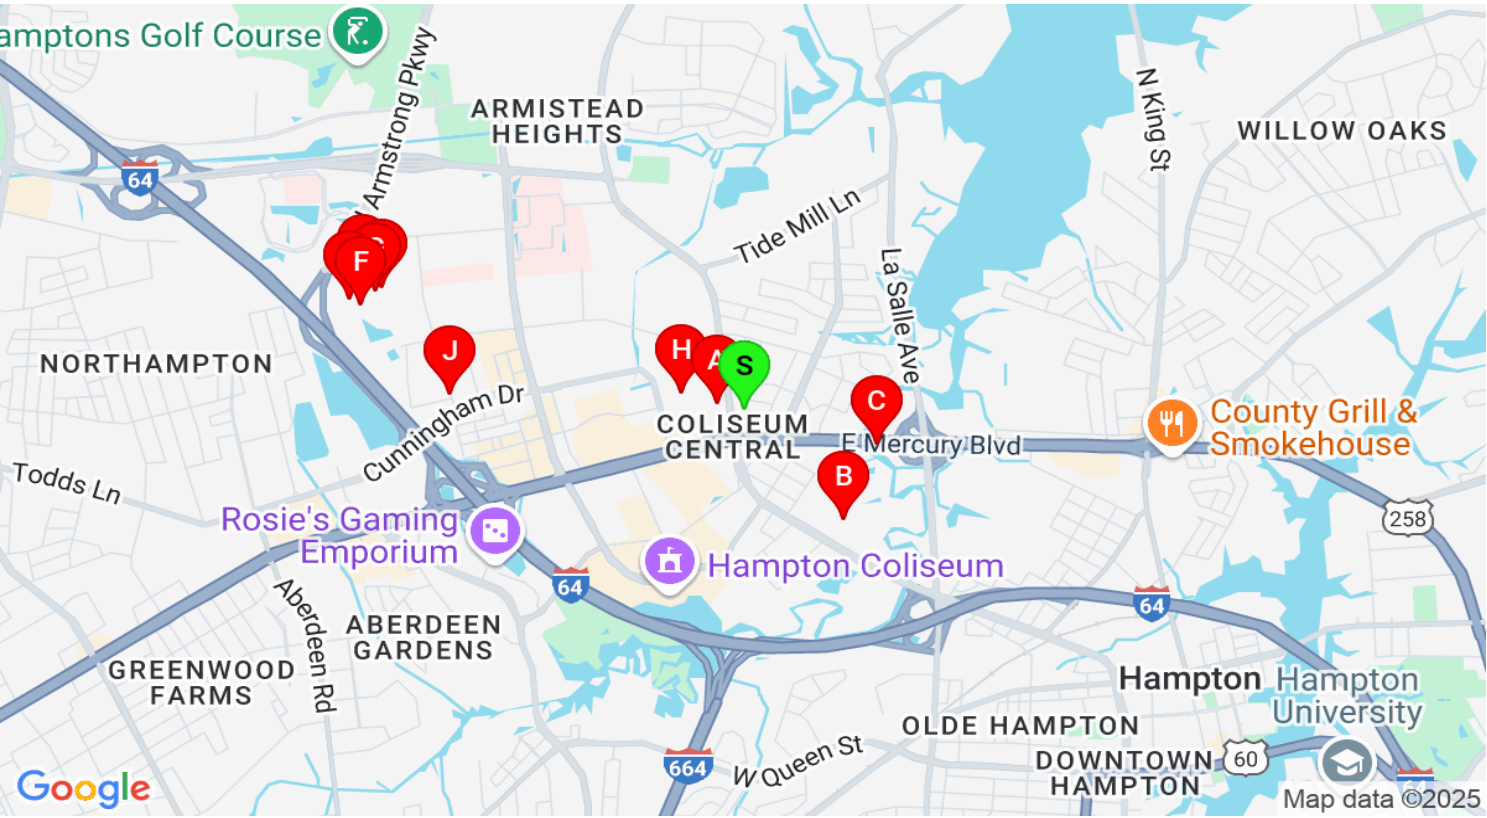 amptons Golf Course
Armstrong Pkwy
N King St
ARMISTEAD
HEIGHTS
WILLOW OAKS
64
Tide Mill Ln
La Salle Ave
F
NORTHAMPTON
J
H
A
S
C
Cunningham Dr
COLISEUM
CENTRAL
E Mercury Blvd
County Grill &
Smokehouse
B
Todds Ln
258
Rosie's Gaming
Emporium
Hampton Coliseum
64
64
Aberdeen Rd
ABERDEEN
GARDENS
GREENWOOD
FARMS
Hampton
Hampton
University
OLDE HAMPTON
W Queen St
DOWNTOWN
HAMPTON
60
664
64
Google
Map data ©2025